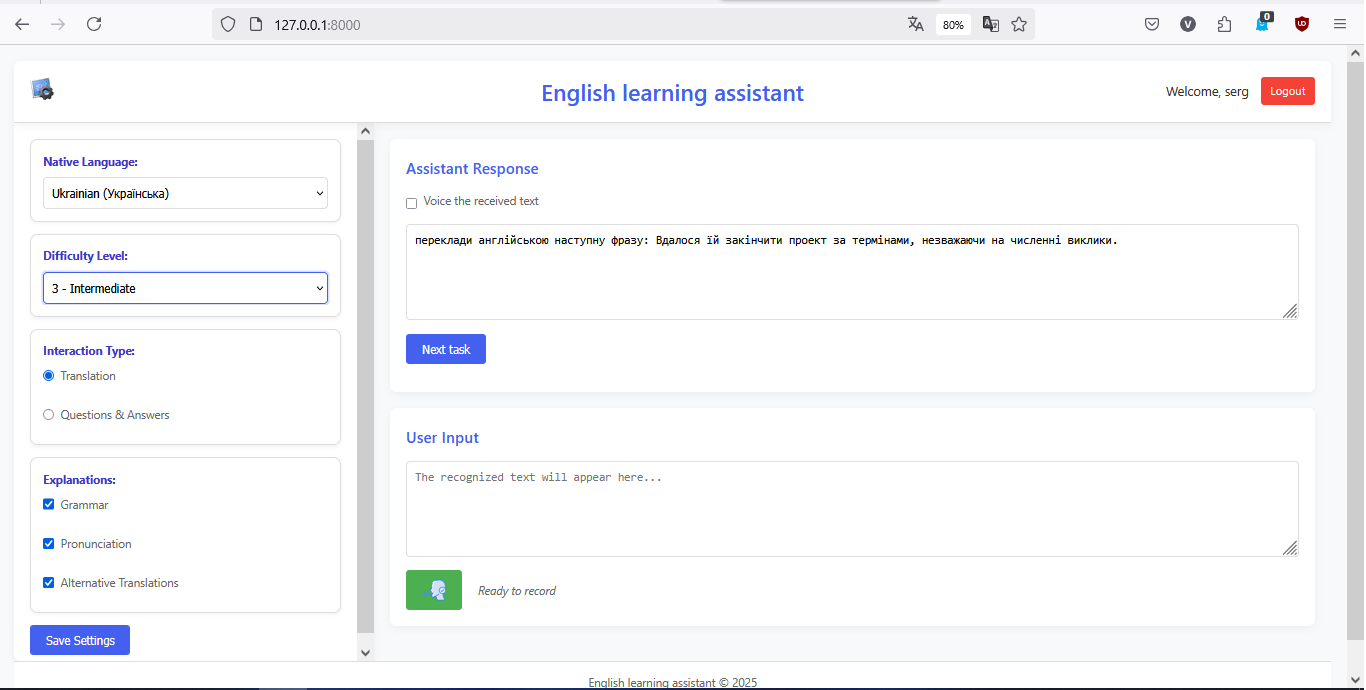 127.0.0.1:8000
80%
V
0
English learning assistant
Welcome, serg
Logout
Native Language:
Ukrainian (Українська)
Difficulty Level:
3 - Intermediate
Interaction Type:
Translation
Questions & Answers
Explanations:
Grammar
Pronunciation
Alternative Translations
Save Settings
Assistant Response
Voice the received text
переклади англійською наступну фразу: Вдалося їй закінчити проект за термінами, незважаючи на численні виклики.
Next task
User Input
The recognized text will appear here...
Ready to record
English learning assistant © 2025